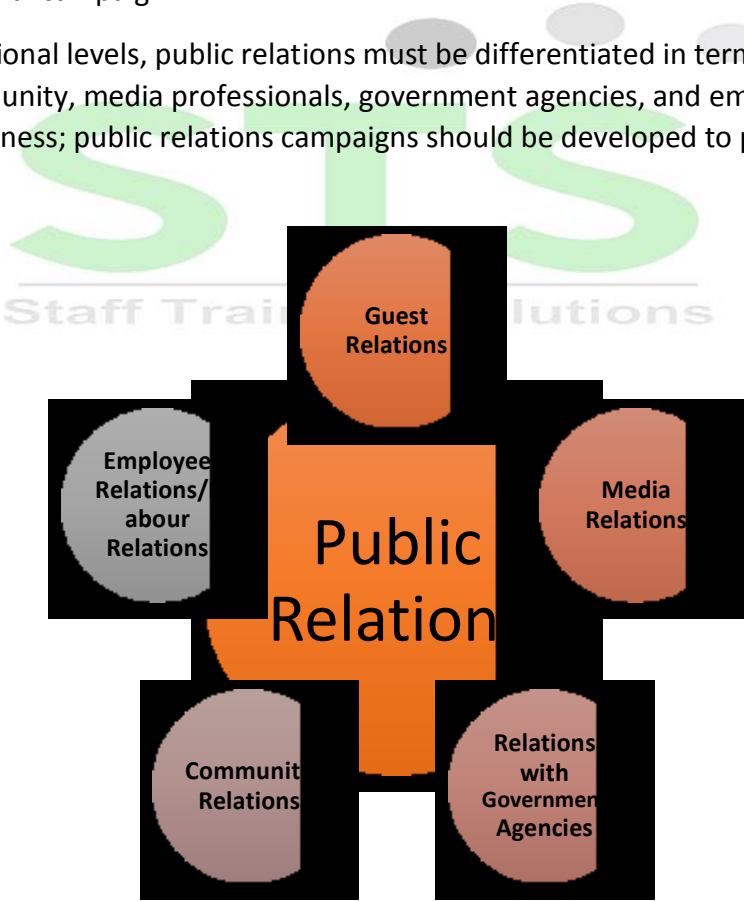 ional levels, public relations must be differentiated in term
unity, media professionals, government agencies, and em
ness; public relations campaigns should be developed to p
STS
Staff Trai lutions
Guest
Relations
Employee
Relations/
abour
Relations
Media
Relations
Public
Relation
Communit
Relations
Relations
with
Governmen
Agencies